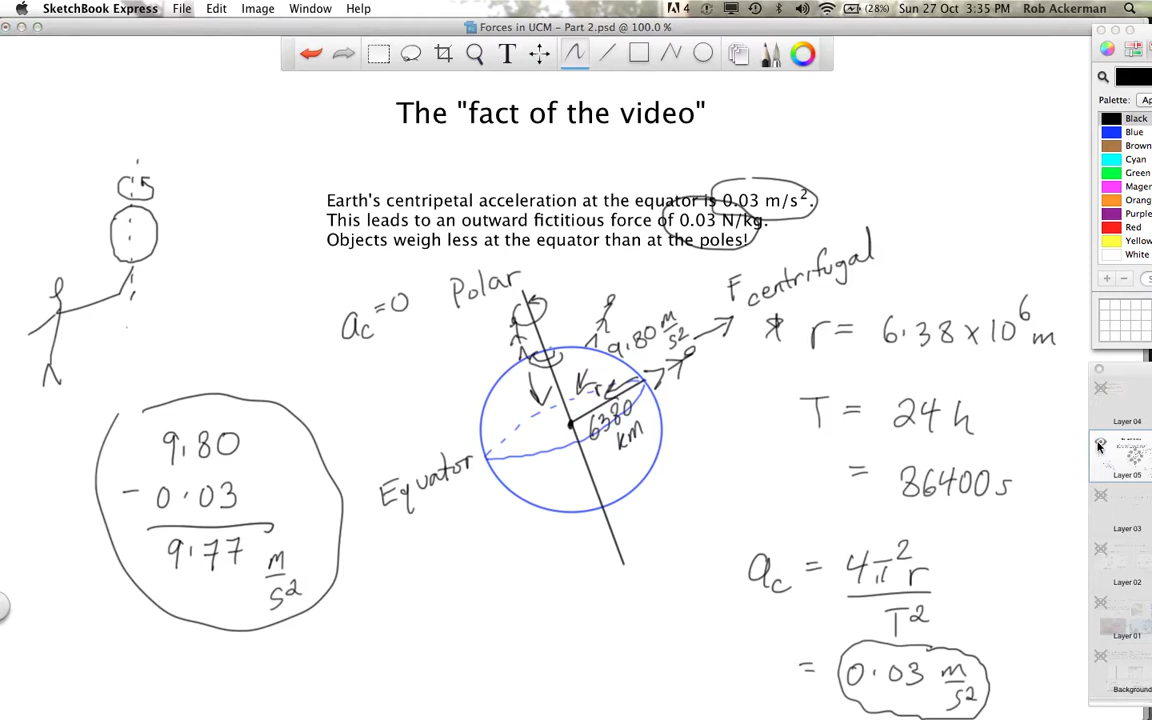 SketchBook Express File Edit Image Window Help 4 (28%) Sun 27 Oct 3:35 PM Rob Ackerman
Forces in UCM - Part 2.psd @ 100.0 %
T
The "fact of the video"
Earth's centripetal acceleration at the equator is 0.03 m/s².
This leads to an outward fictitious force of 0.03 N/kg.
Objects weigh less at the equator than at the poles!
Polar
a_c = 0
F centrifugal
9.80 m/s²
r
6380 km
Equator
* r = 6.38 x 10⁶ m
T = 24 h
= 86400 s
a_c = 4π²r / T²
= 0.03 m/s²
9.80
- 0.03
9.77 m/s²
Palette: Ap
Black
Blue
Brown
Cyan
Green
Magen
Orang
Purple
Red
Yellow
White
Layer 04
Layer 05
Layer 03
Layer 02
Layer 01
Background